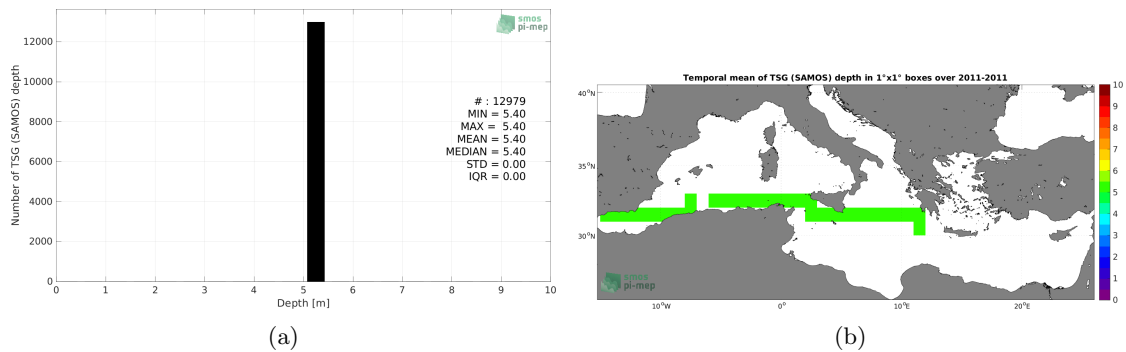 smos
pi-mep
12000
10000
8000
6000
4000
2000
0
Number of TSG (SAMOS) depth
# : 12979
MIN = 5.40
MAX = 5.40
MEAN = 5.40
MEDIAN = 5.40
STD = 0.00
IQR = 0.00
0 1 2 3 4 5 6 7 8 9 10
Depth [m]
(a)
Temporal mean of TSG (SAMOS) depth in 1°x1° boxes over 2011-2011
40°N
35°N
30°N
10°W 0° 10°E 20°E
10
9
8
7
6
5
4
3
2
1
0
smos
pi-mep
(b)